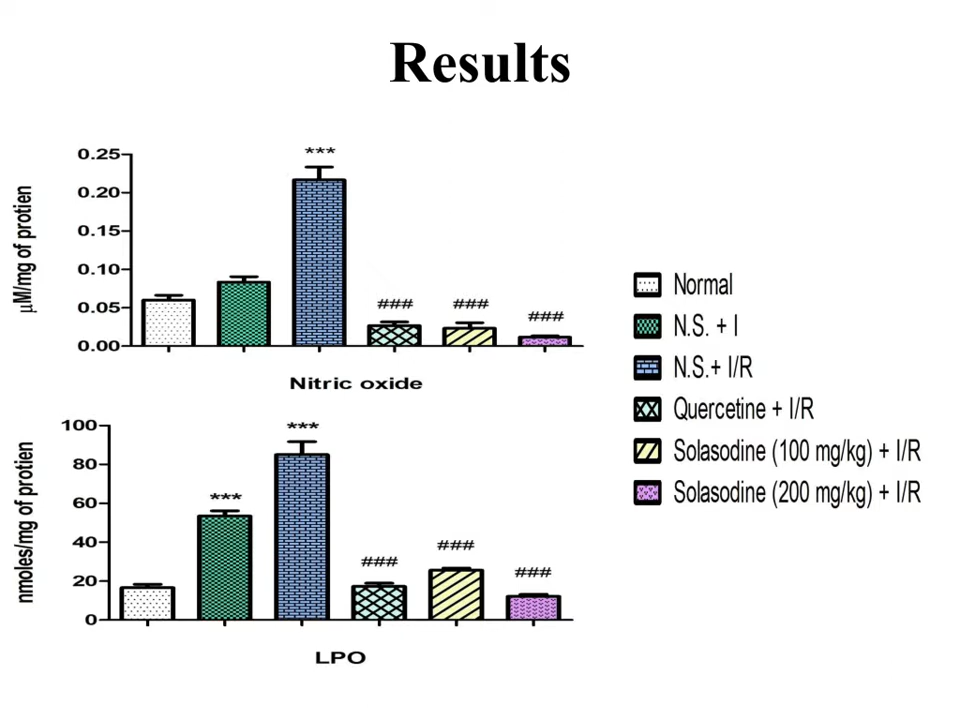 Results
μM/mg of protien
0.25
0.20
0.15
0.10
0.05
0.00
***
###
###
###
Nitric oxide
nmoles/mg of protien
100
80
60
40
20
0
***
***
###
###
###
LPO
Normal
N.S. + I
N.S.+ I/R
Quercetine + I/R
Solasodine (100 mg/kg) + I/R
Solasodine (200 mg/kg) + I/R